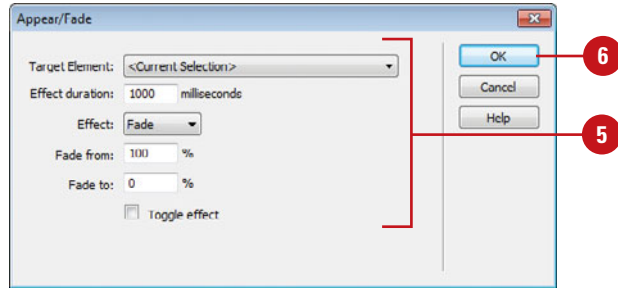 Appear/Fade
Target Element: <Current Selection>
OK
6
Effect duration: 1000 milliseconds
Cancel
Effect: Fade
Help
5
Fade from: 100 %
Fade to: 0 %
Toggle effect